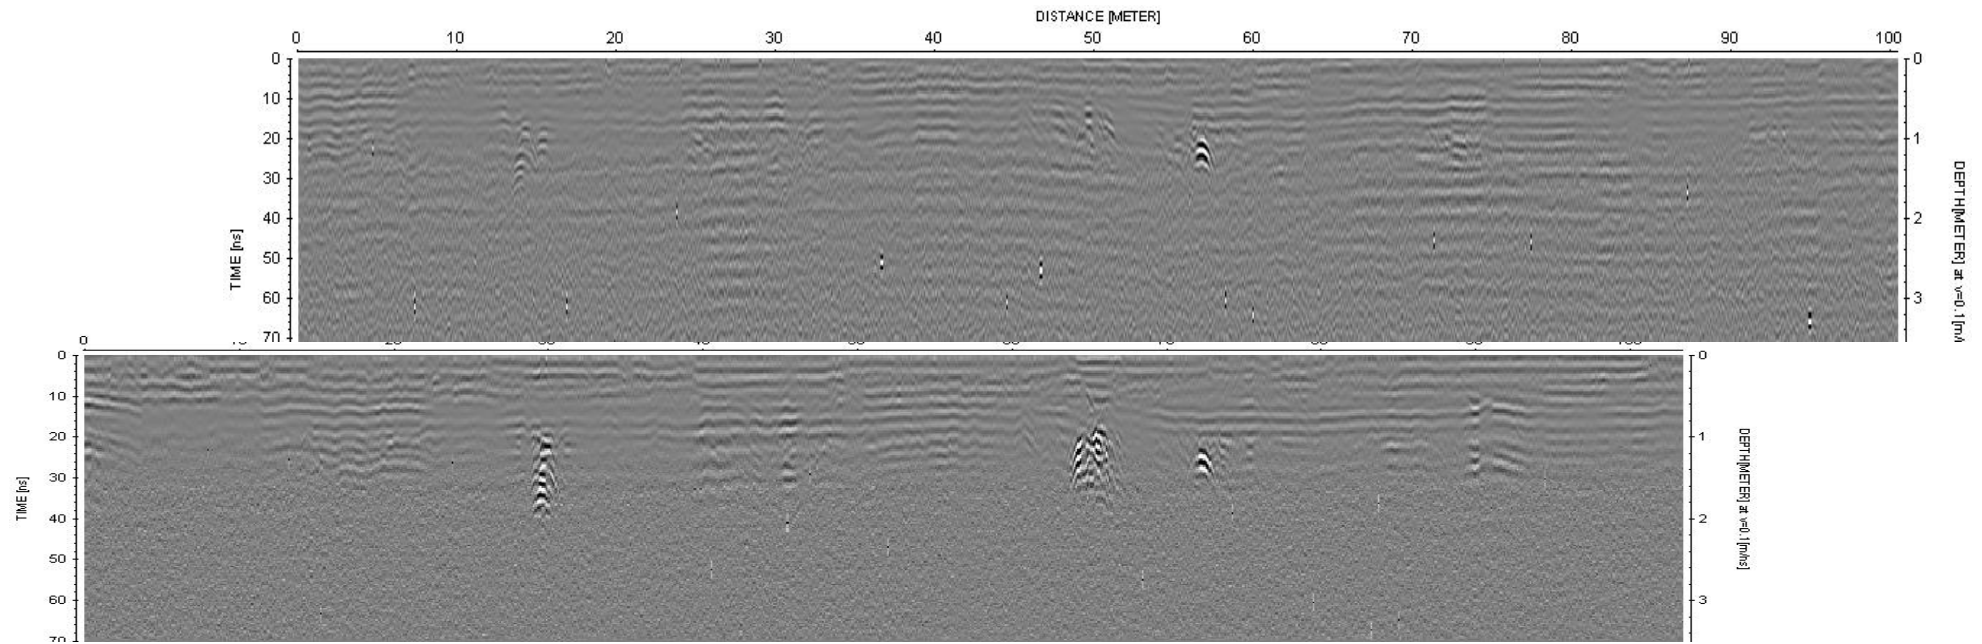 DISTANCE [METER]
0 10 20 30 40 50 60 70 80 90 100
0 0
10
20 1
30
40 2
50
60 3
70
TIME [ns]
DEPTH[METER] at v=0.1[m/
0
0 0
10
20 1
30
40 2
50
60 3
70
TIME [ns]
DEPTH[METER] at v=0.1[m/ns]